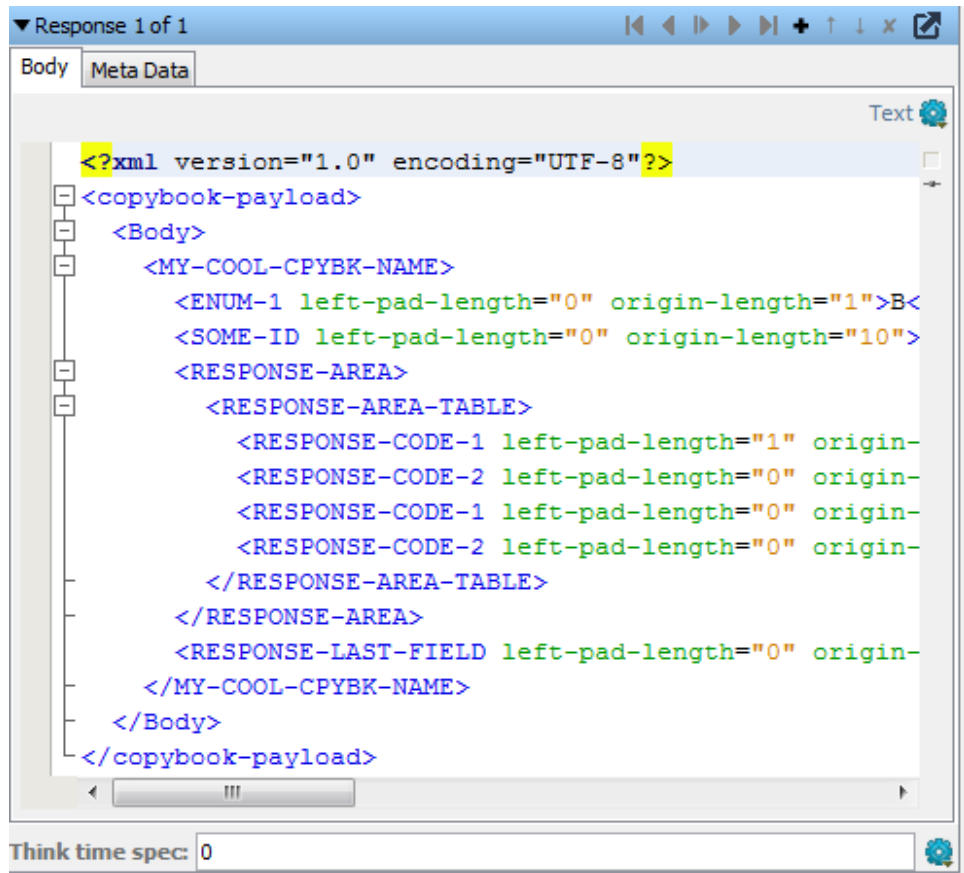 Response 1 of 1
Body Meta Data
Text
<?xml version="1.0" encoding="UTF-8"?>
<copybook-payload>
<Body>
<MY-COOL-CPYBK-NAME>
<ENUM-1 left-pad-length="0" origin-length="1">B<
<SOME-ID left-pad-length="0" origin-length="10">
<RESPONSE-AREA>
<RESPONSE-AREA-TABLE>
<RESPONSE-CODE-1 left-pad-length="1" origin-
<RESPONSE-CODE-2 left-pad-length="0" origin-
<RESPONSE-CODE-1 left-pad-length="0" origin-
<RESPONSE-CODE-2 left-pad-length="0" origin-
</RESPONSE-AREA-TABLE>
</RESPONSE-AREA>
<RESPONSE-LAST-FIELD left-pad-length="0" origin-
</MY-COOL-CPYBK-NAME>
</Body>
</copybook-payload>
Think time spec: 0